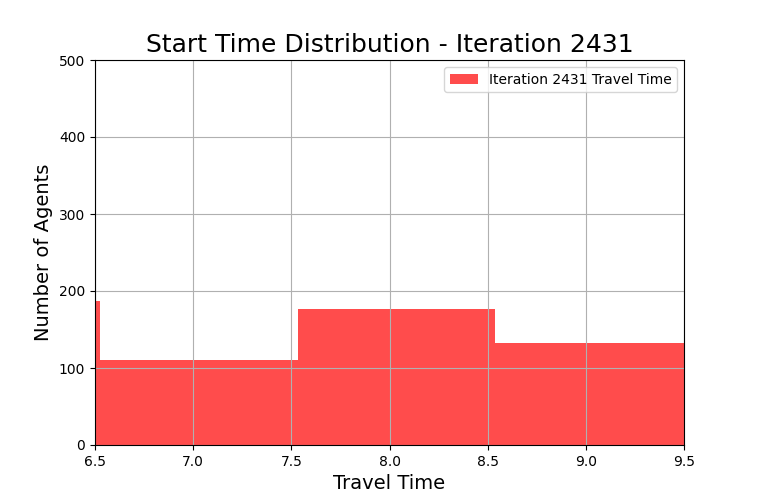 Start Time Distribution - Iteration 2431
Iteration 2431 Travel Time
Number of Agents
500
400
300
200
100
0
6.5 7.0 7.5 8.0 8.5 9.0 9.5
Travel Time